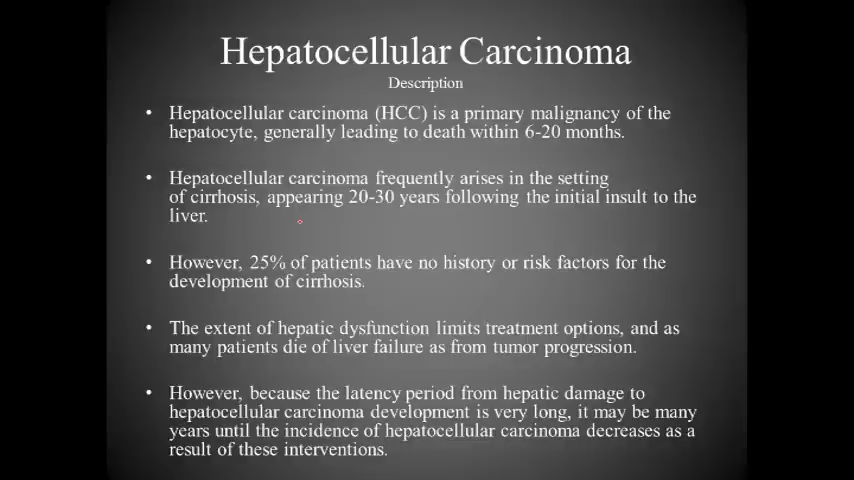 Hepatocellular Carcinoma
Description
• Hepatocellular carcinoma (HCC) is a primary malignancy of the
hepatocyte, generally leading to death within 6-20 months.
• Hepatocellular carcinoma frequently arises in the setting
of cirrhosis, appearing 20-30 years following the initial insult to the
liver.
• However, 25% of patients have no history or risk factors for the
development of cirrhosis.
• The extent of hepatic dysfunction limits treatment options, and as
many patients die of liver failure as from tumor progression.
• However, because the latency period from hepatic damage to
hepatocellular carcinoma development is very long, it may be many
years until the incidence of hepatocellular carcinoma decreases as a
result of these interventions.